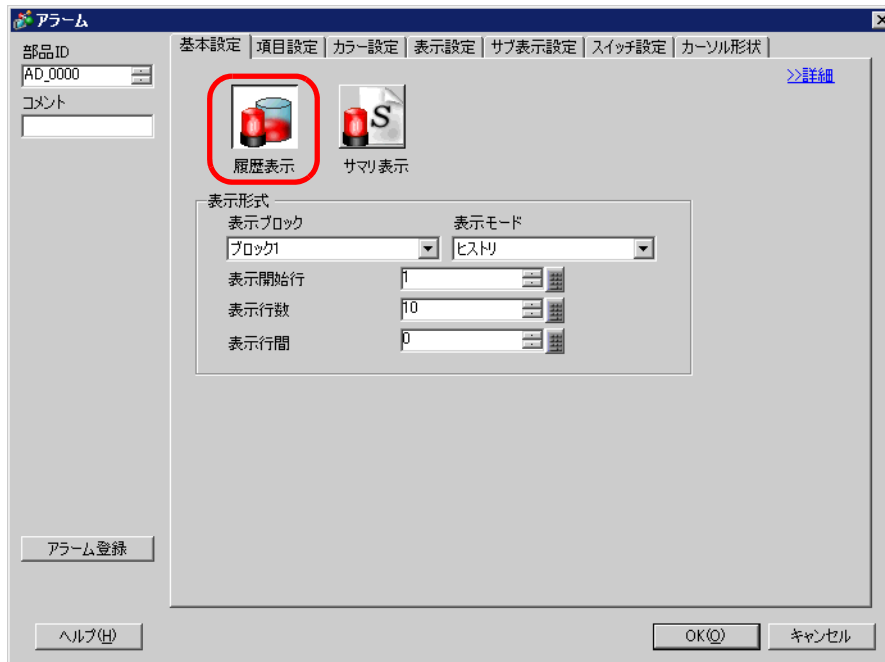 アラーム
部品ID
AD_0000
コメント
基本設定 項目設定 カラー設定 表示設定 サブ表示設定 スイッチ設定 カーソル形状
>>詳細
S
履歴表示 サマリ表示
表示形式
表示ブロック 表示モード
ブロック1 ヒストリ
表示開始行 1
表示行数 10
表示行間 0
アラーム登録
ヘルプ(H) OK(O) キャンセル